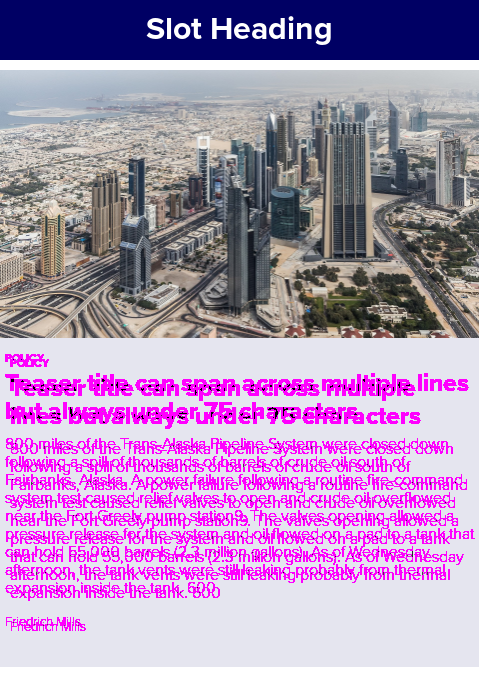 Slot Heading
POLICY
Teaser title can span across multiple
lines but always under 75 characters
800 miles of the Trans-Alaska Pipeline System were closed down
following a spill of thousands of barrels of crude oil south of
Fairbanks, Alaska. A power failure following a routine fire-command
system test caused relief valves to open and crude oil overflowed
near the Fort Greely pump station9. The valves opening allowed a
pressure release for the system and oil flowed on a pad to a tank
that can hold 55,000 barrels (2.3 million gallons). As of Wednesday
afternoon, the tank vents were still leaking probably from thermal
expansion inside the tank. 600
Friedrich Mills